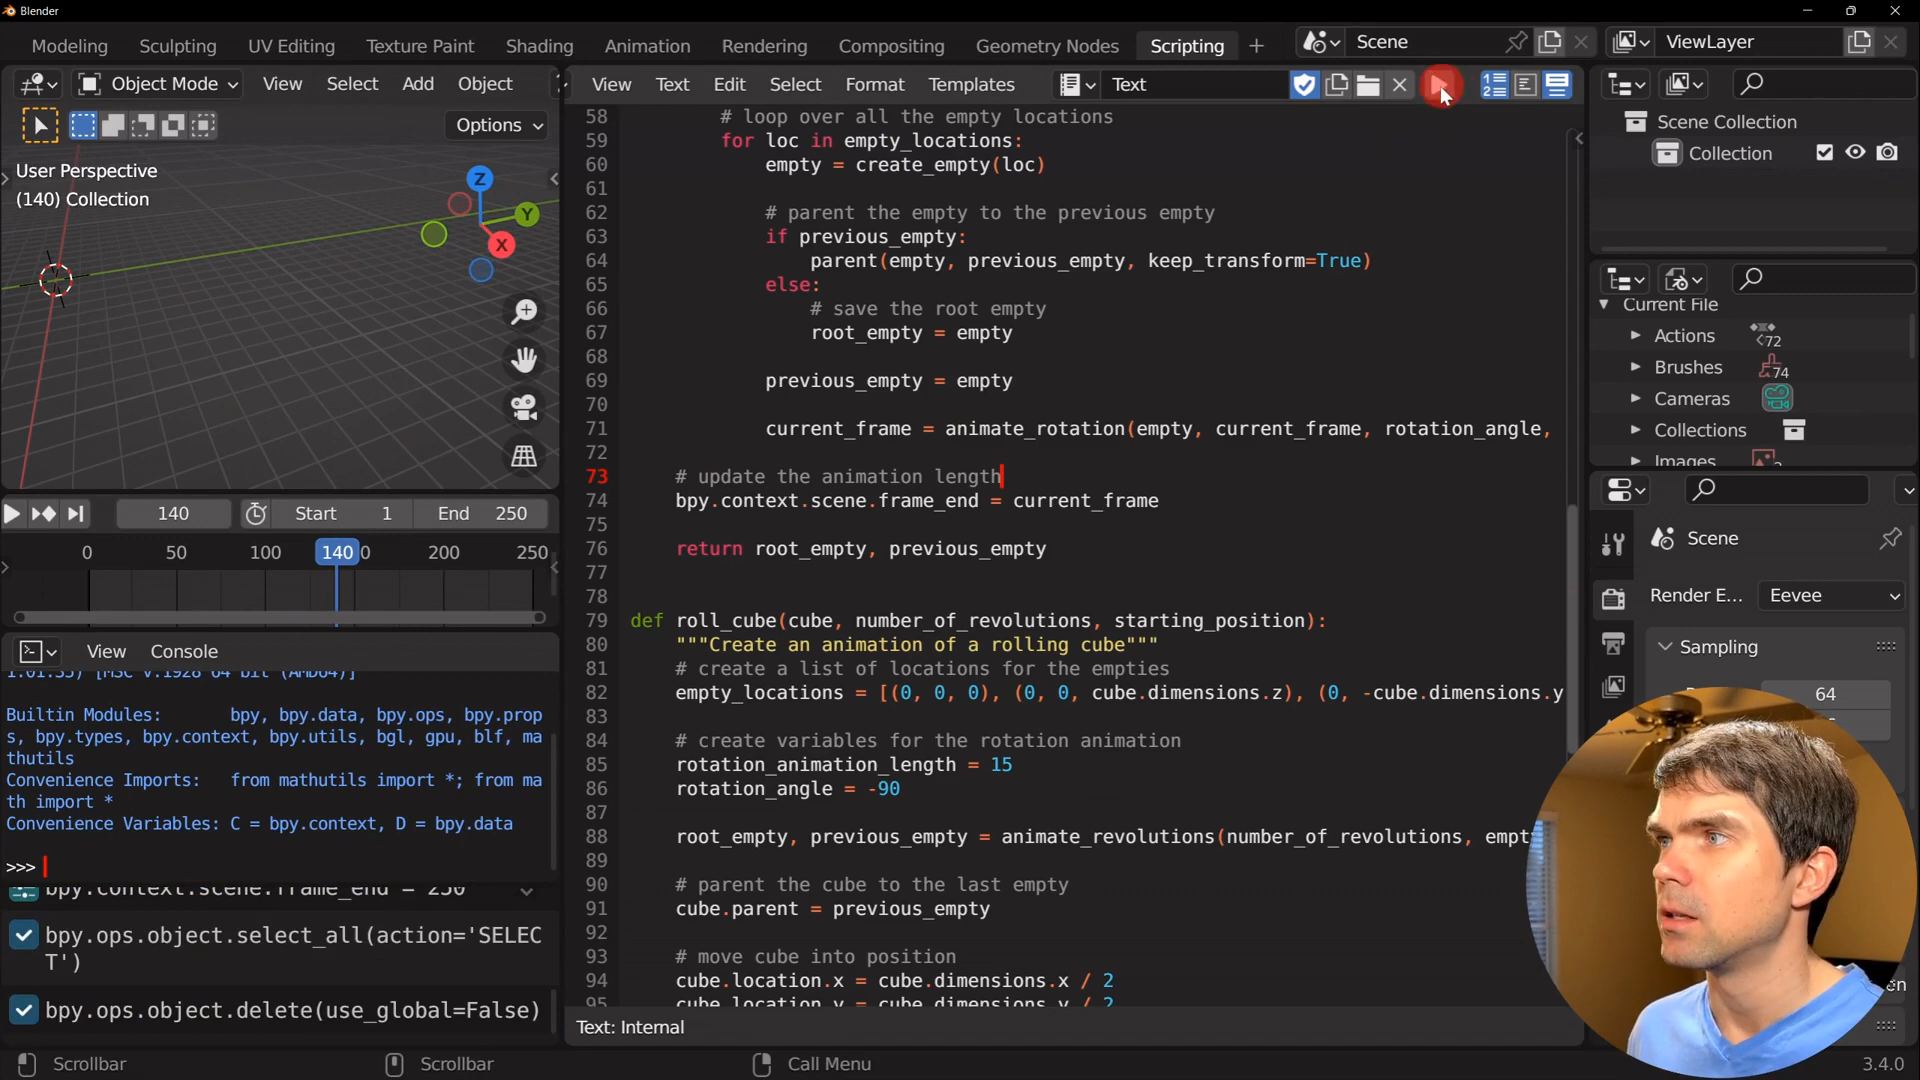 Blender
Modeling Sculpting UV Editing Texture Paint Shading Animation Rendering Compositing Geometry Nodes Scripting + Scene ViewLayer
Object Mode View Select Add Object View Text Edit Select Format Templates Text
Options
User Perspective
(140) Collection
Z
Y
X
58 # loop over all the empty locations
59 for loc in empty_locations:
60 empty = create_empty(loc)
61
62 # parent the empty to the previous empty
63 if previous_empty:
64 parent(empty, previous_empty, keep_transform=True)
65 else:
66 # save the root empty
67 root_empty = empty
68
69 previous_empty = empty
70
71 current_frame = animate_rotation(empty, current_frame, rotation_angle,
72
73 # update the animation length
74 bpy.context.scene.frame_end = current_frame
75
76 return root_empty, previous_empty
77
78
79 def roll_cube(cube, number_of_revolutions, starting_position):
80 """Create an animation of a rolling cube"""
81 # create a list of locations for the empties
82 empty_locations = [(0, 0, 0), (0, 0, cube.dimensions.z), (0, -cube.dimensions.y
83
84 # create variables for the rotation animation
85 rotation_animation_length = 15
86 rotation_angle = -90
87
88 root_empty, previous_empty = animate_revolutions(number_of_revolutions, empt
89
90 # parent the cube to the last empty
91 cube.parent = previous_empty
92
93 # move cube into position
94 cube.location.x = cube.dimensions.x / 2
95 cube.location.y = cube.dimensions.y / 2
Text: Internal
140 Start 1 End 250
0 50 100 140 0 200 250
View Console
Builtin Modules: bpy, bpy.data, bpy.ops, bpy.prop
s, bpy.types, bpy.context, bpy.utils, bgl, gpu, blf, ma
thutils
Convenience Imports: from mathutils import *; from ma
th import *
Convenience Variables: C = bpy.context, D = bpy.data
>>>
bpy.context.scene.frame_end = 250
bpy.ops.object.select_all(action='SELEC
T')
bpy.ops.object.delete(use_global=False)
Scene Collection
Collection
Current File
Actions 72
Brushes 74
Cameras
Collections
Images
Scene
Render E... Eevee
Sampling
64
Scrollbar Scrollbar Call Menu 3.4.0